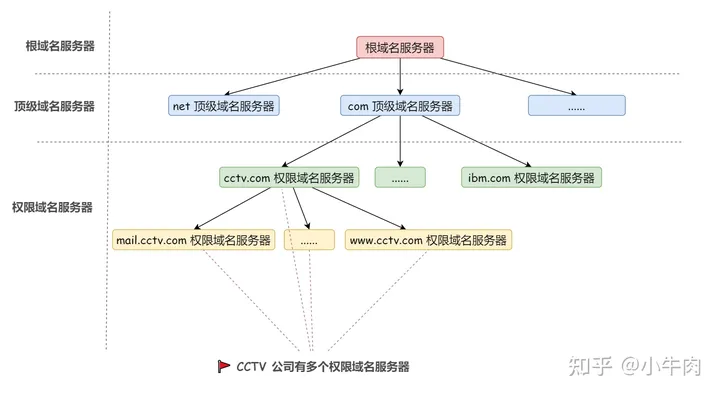 根域名服务器
根域名服务器
顶级域名服务器
net 顶级域名服务器
com 顶级域名服务器
......
权限域名服务器
cctv.com 权限域名服务器
......
ibm.com 权限域名服务器
mail.cctv.com 权限域名服务器
......
www.cctv.com 权限域名服务器
CCTV 公司有多个权限域名服务器
知乎 @小牛肉